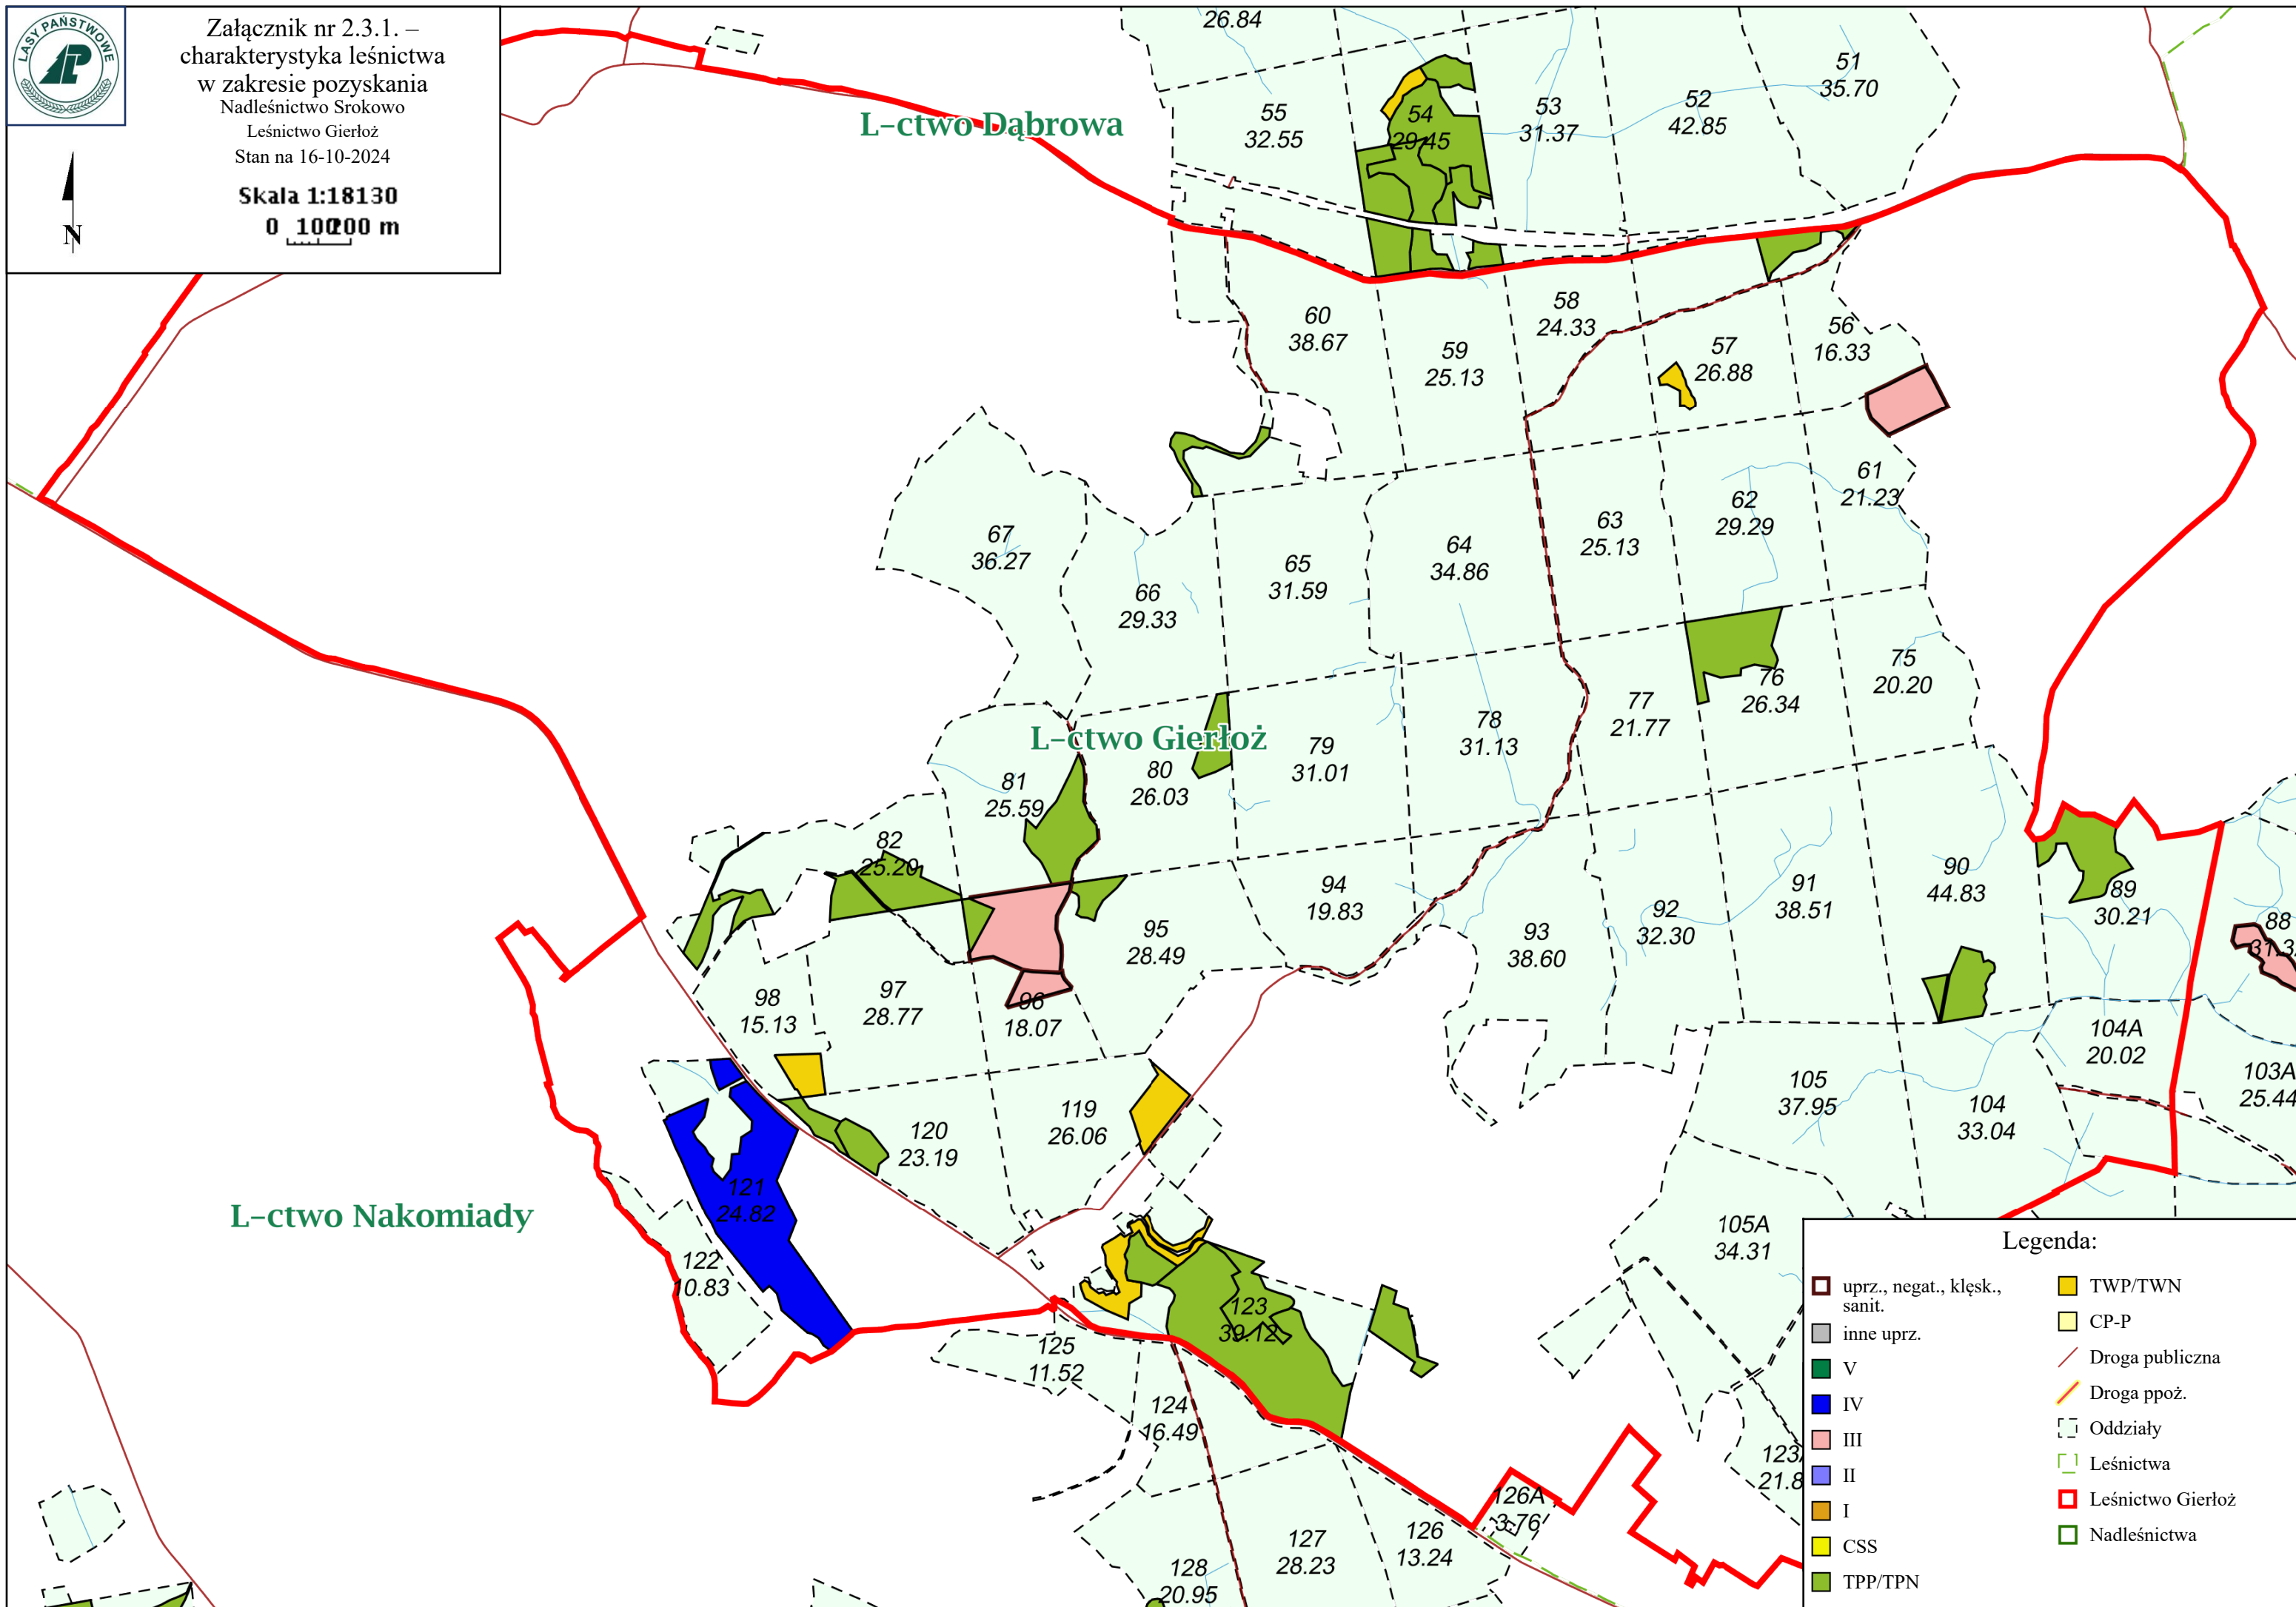 LASY PAŃSTWOWE
Załącznik nr 2.3.1. –
charakterystyka leśnictwa
w zakresie pozyskania
Nadleśnictwo Srokowo
Leśnictwo Gierłoż
Stan na 16-10-2024
Skala 1:18130
0 100 200 m
N
26.84
51
35.70
52
42.85
53
31.37
54
29.45
55
32.55
L-ctwo Dąbrowa
56
16.33
57
26.88
58
24.33
59
25.13
60
38.67
61
21.23
62
29.29
63
25.13
64
34.86
65
31.59
66
29.33
67
36.27
75
20.20
76
26.34
77
21.77
78
31.13
79
31.01
L-ctwo Gierłoż
80
26.03
81
25.59
82
25.20
88
89
30.21
90
44.83
91
38.51
92
32.30
93
38.60
94
19.83
95
28.49
96
18.07
97
28.77
98
15.13
103A
25.44
104A
20.02
104
33.04
105
37.95
105A
34.31
119
26.06
120
23.19
121
24.82
122
10.83
L-ctwo Nakomiady
123
39.12
124
16.49
125
11.52
126A
3.76
126
13.24
127
28.23
128
20.95
Legenda:
uprz., negat., klęsk.,
sanit.
inne uprz.
V
IV
III
II
I
CSS
TPP/TPN
TWP/TWN
CP-P
Droga publiczna
Droga ppoż.
Oddziały
Leśnictwa
Leśnictwo Gierłoż
Nadleśnictwa